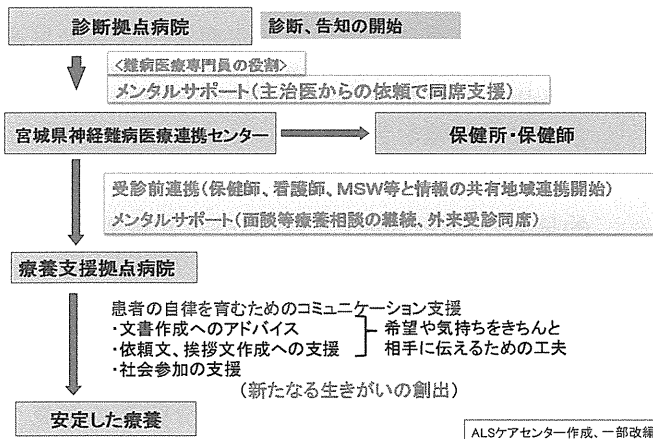 診断拠点病院
診断、告知の開始
<難病医療専門員の役割>
メンタルサポート（主治医からの依頼で同席支援）
宮城県神経難病医療連携センター
保健所・保健師
受診前連携（保健師、看護師、MSW等と情報の共有地域連携開始）
メンタルサポート（面談等療養相談の継続、外来受診同席）
療養支援拠点病院
患者の自律を育むためのコミュニケーション支援
・文書作成へのアドバイス
・依頼文、挨拶文作成への支援
希望や気持ちをきちんと
相手に伝えるための工夫
・社会参加の支援
（新たなる生きがいの創出）
安定した療養
ALSケアセンター作成、一部改編